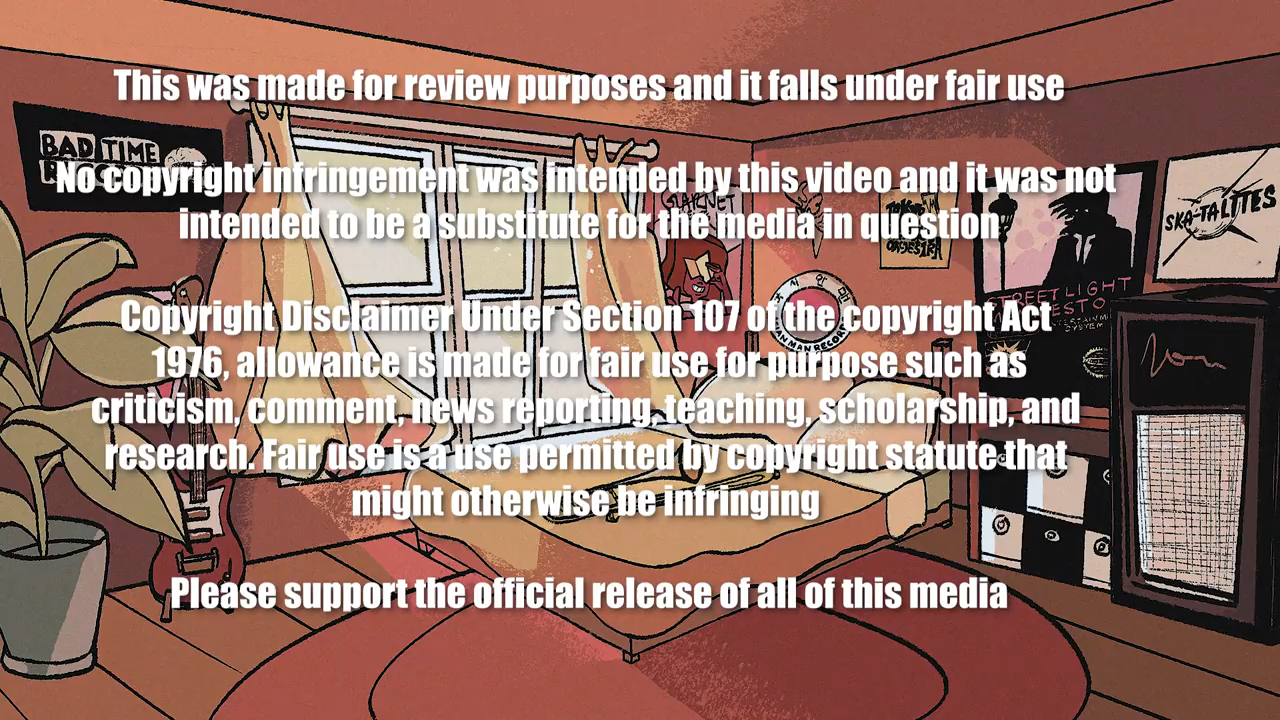 This was made for review purposes and it falls under fair use
BAD TIME
No copyright infringement was intended by this video and it was not
intended to be a substitute for the media in question
CLARINET
ORCHESTRA
SKA-TALITES
STREETLIGHT
Copyright Disclaimer Under Section 107 of the copyright Act
1976, allowance is made for fair use for purpose such as
criticism, comment, news reporting, teaching, scholarship, and
research. Fair use is a use permitted by copyright statute that
might otherwise be infringing
Please support the official release of all of this media